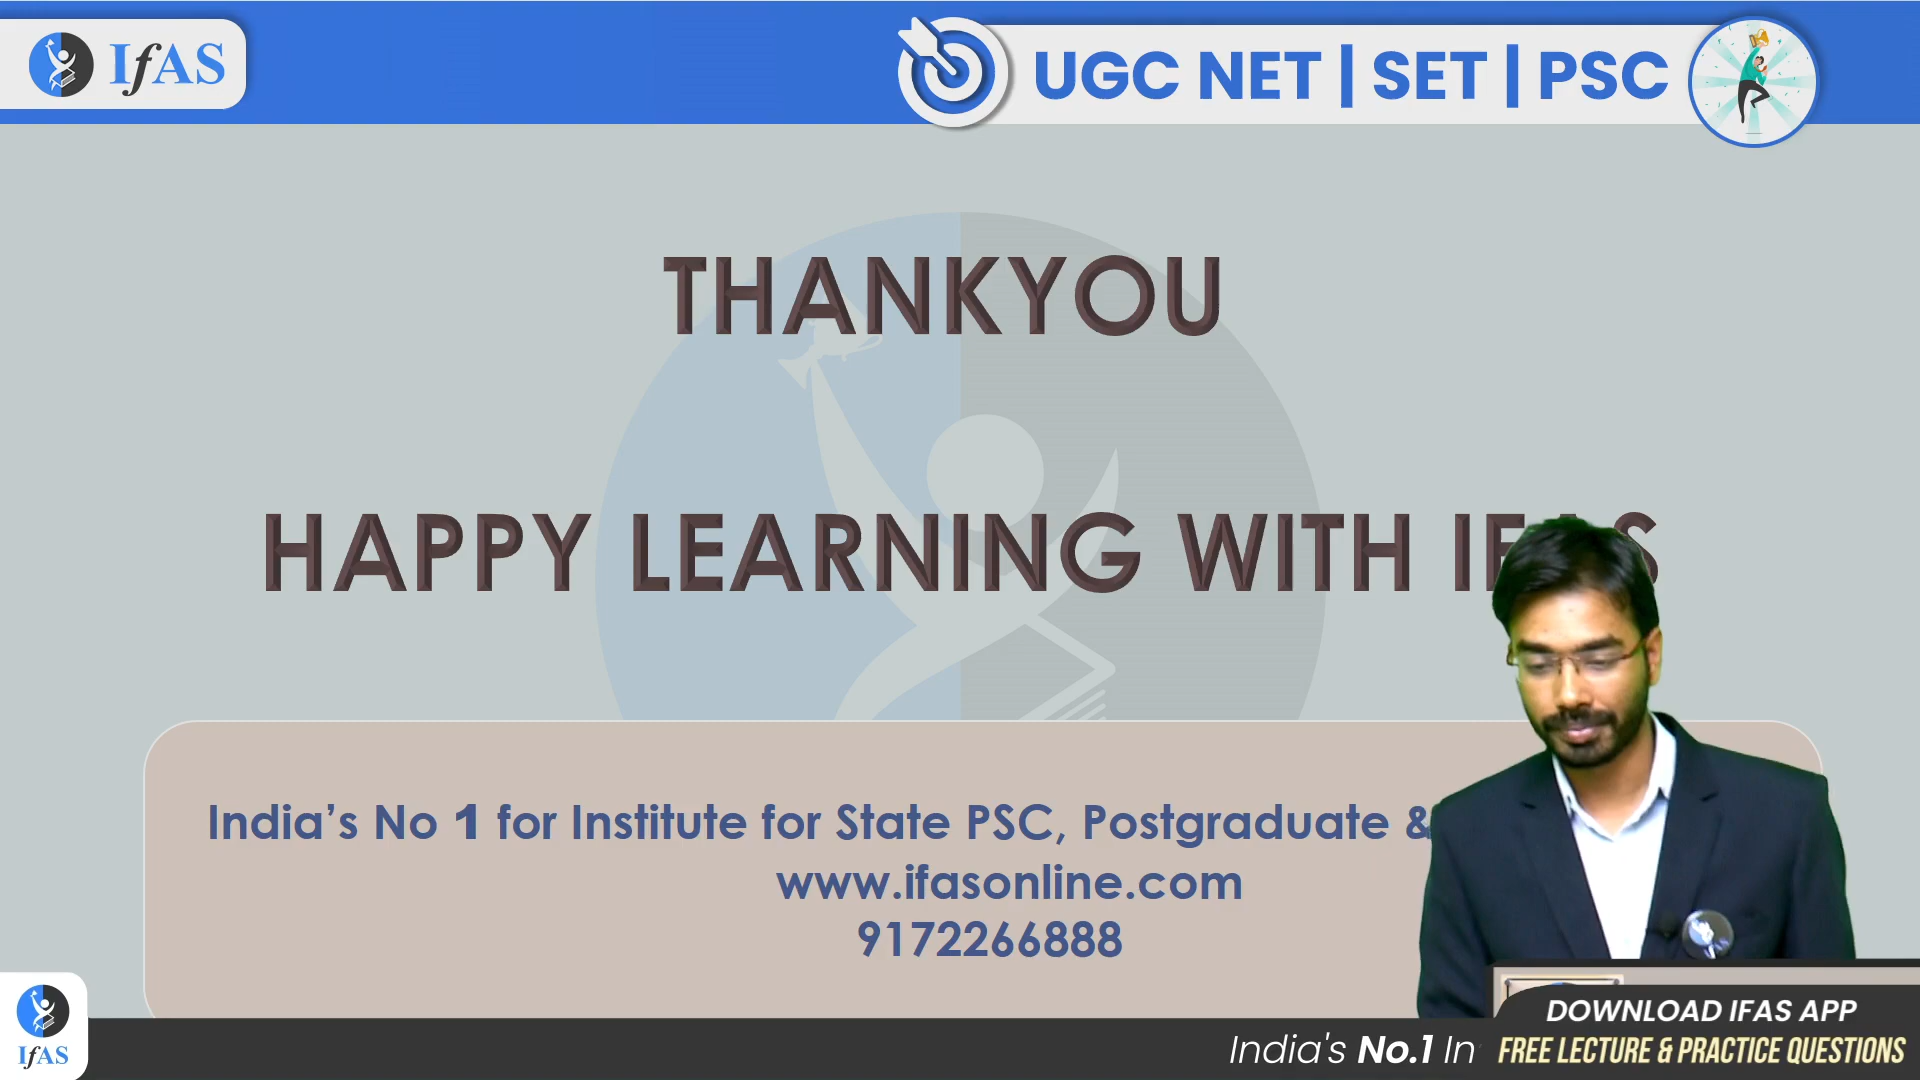 IfAS
UGC NET | SET | PSC
THANKYOU
HAPPY LEARNING WITH IFAS
India's No 1 for Institute for State PSC, Postgraduate &
www.ifasonline.com
9172266888
IfAS
DOWNLOAD IFAS APP
India's No.1 In
FREE LECTURE & PRACTICE QUESTIONS